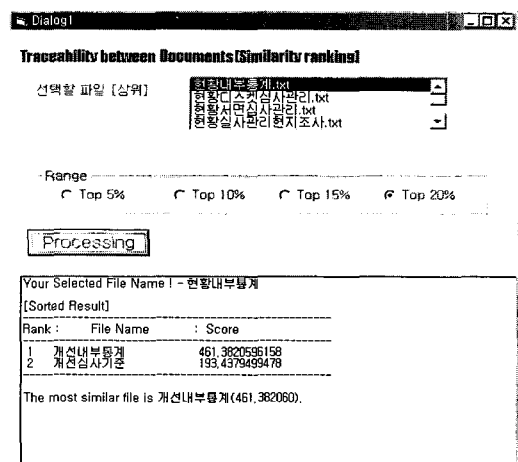 Dialog1
Traceability between Documents [Similarity ranking]
선택할 파일 [상위]
현황내부통계.txt
현황디스켓심사관리.txt
현황서면심사관리.txt
현황실사관리현지조사.txt
Range
Top 5% Top 10% Top 15% Top 20%
Processing
Your Selected File Name ! - 현황내부통계
[Sorted Result]
Rank : File Name : Score
1 개선내부통계 461,3820596158
2 개선심사기준 193,4379499478
The most similar file is 개선내부통계(461,382060),